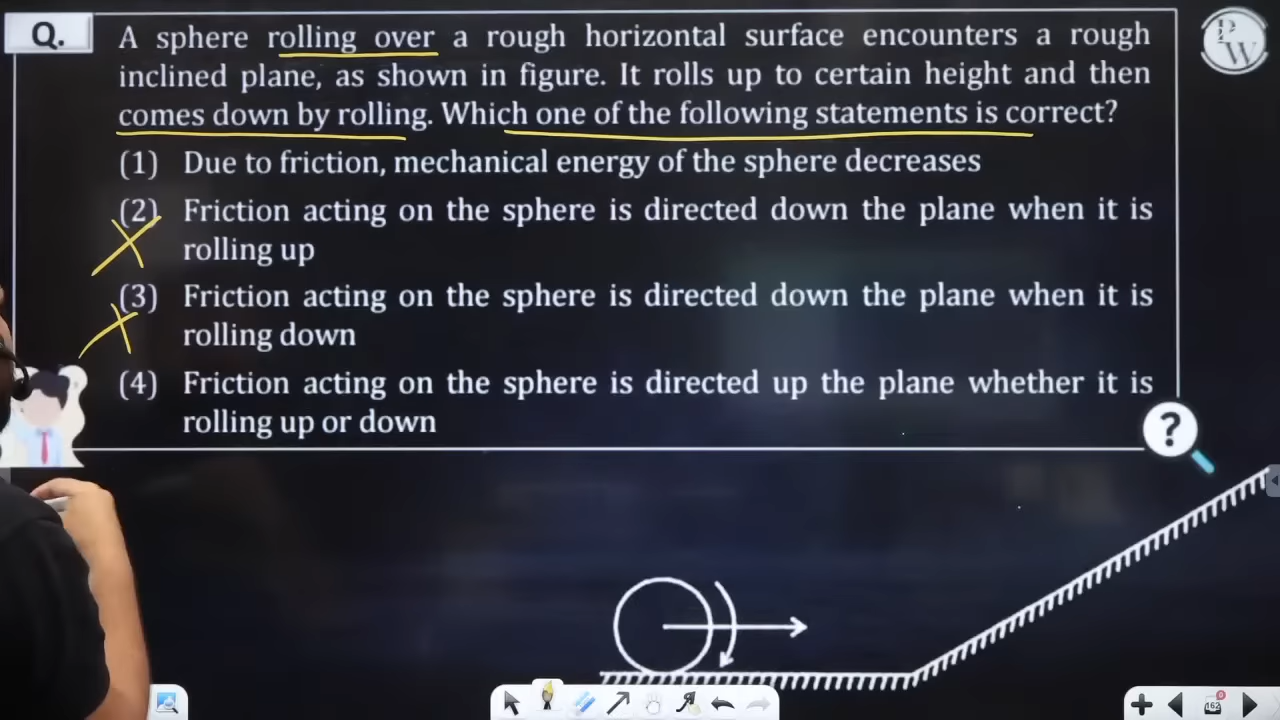 Q.
A sphere rolling over a rough horizontal surface encounters a rough
inclined plane, as shown in figure. It rolls up to certain height and then
comes down by rolling. Which one of the following statements is correct?
(1) Due to friction, mechanical energy of the sphere decreases
(2) Friction acting on the sphere is directed down the plane when it is
rolling up
(3) Friction acting on the sphere is directed down the plane when it is
rolling down
(4) Friction acting on the sphere is directed up the plane whether it is
rolling up or down
?
P
W
162
0